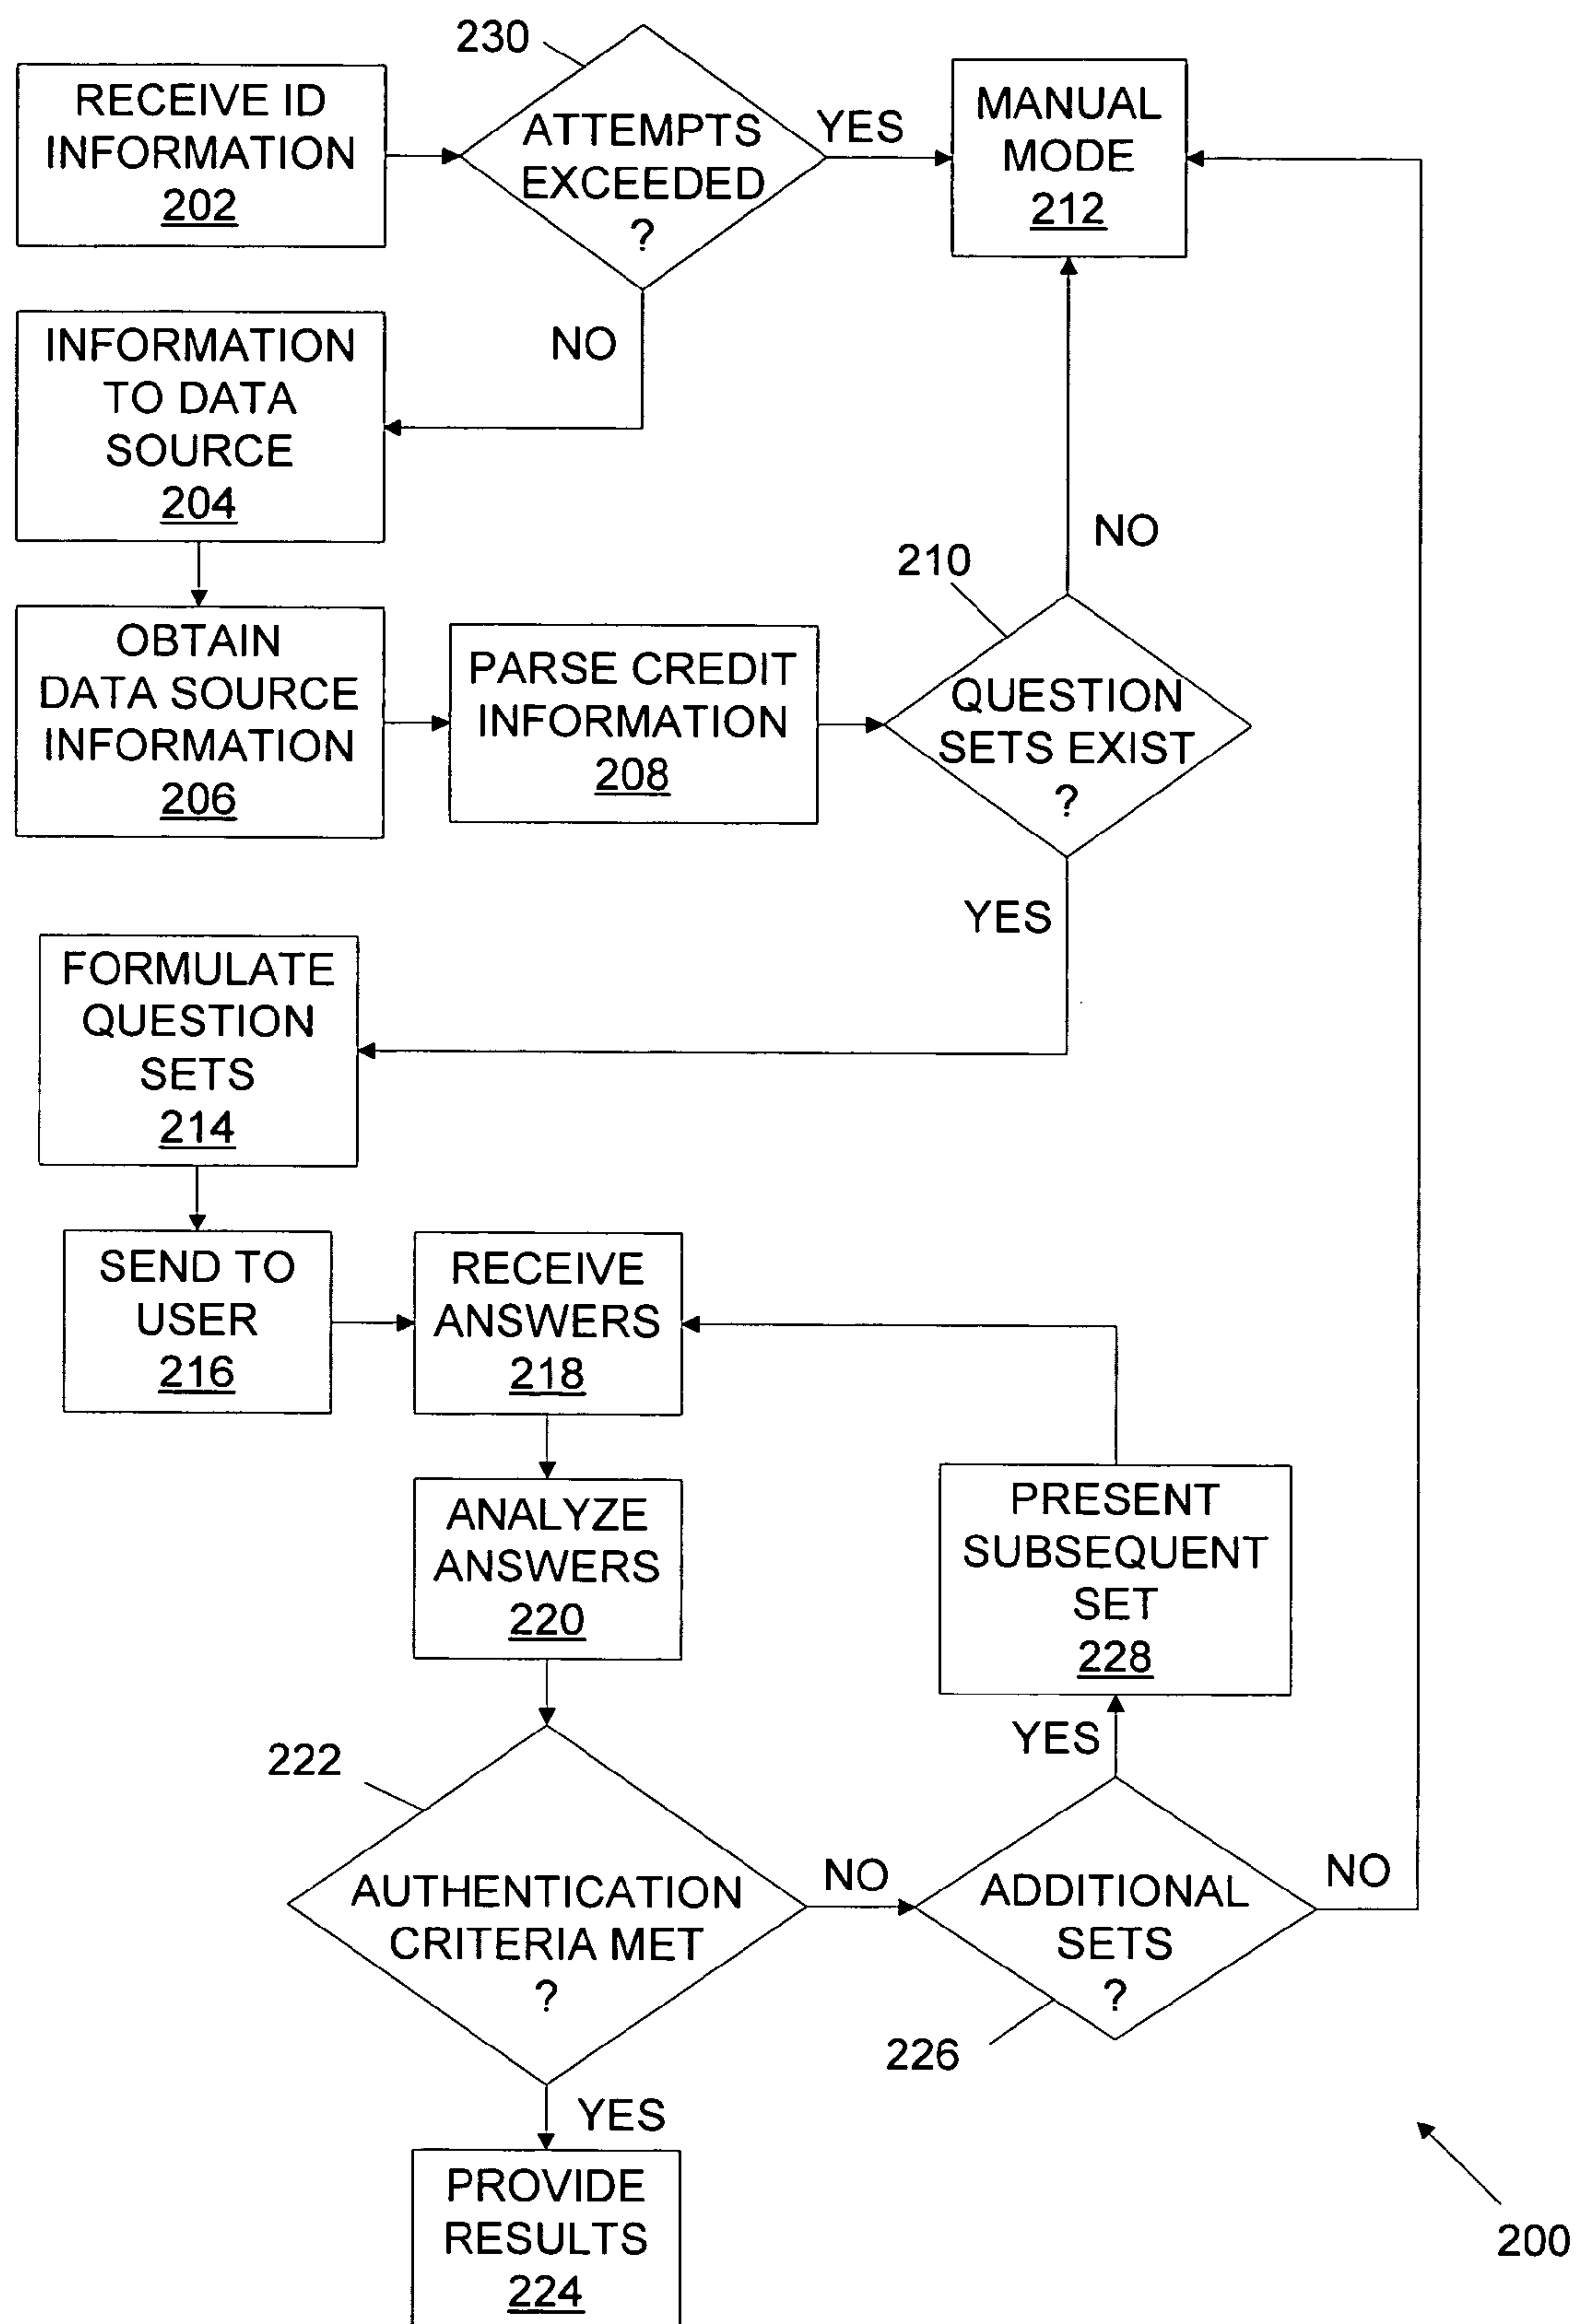 230
RECEIVE ID
INFORMATION
202
ATTEMPTS
EXCEEDED
?
YES
MANUAL
MODE
212
NO
INFORMATION
TO DATA
SOURCE
204
NO
210
OBTAIN
DATA SOURCE
INFORMATION
206
PARSE CREDIT
INFORMATION
208
QUESTION
SETS EXIST
?
YES
FORMULATE
QUESTION
SETS
214
SEND TO
USER
216
RECEIVE
ANSWERS
218
ANALYZE
ANSWERS
220
PRESENT
SUBSEQUENT
SET
228
YES
222
AUTHENTICATION
CRITERIA MET
?
NO
ADDITIONAL
SETS
?
NO
226
YES
PROVIDE
RESULTS
224
200